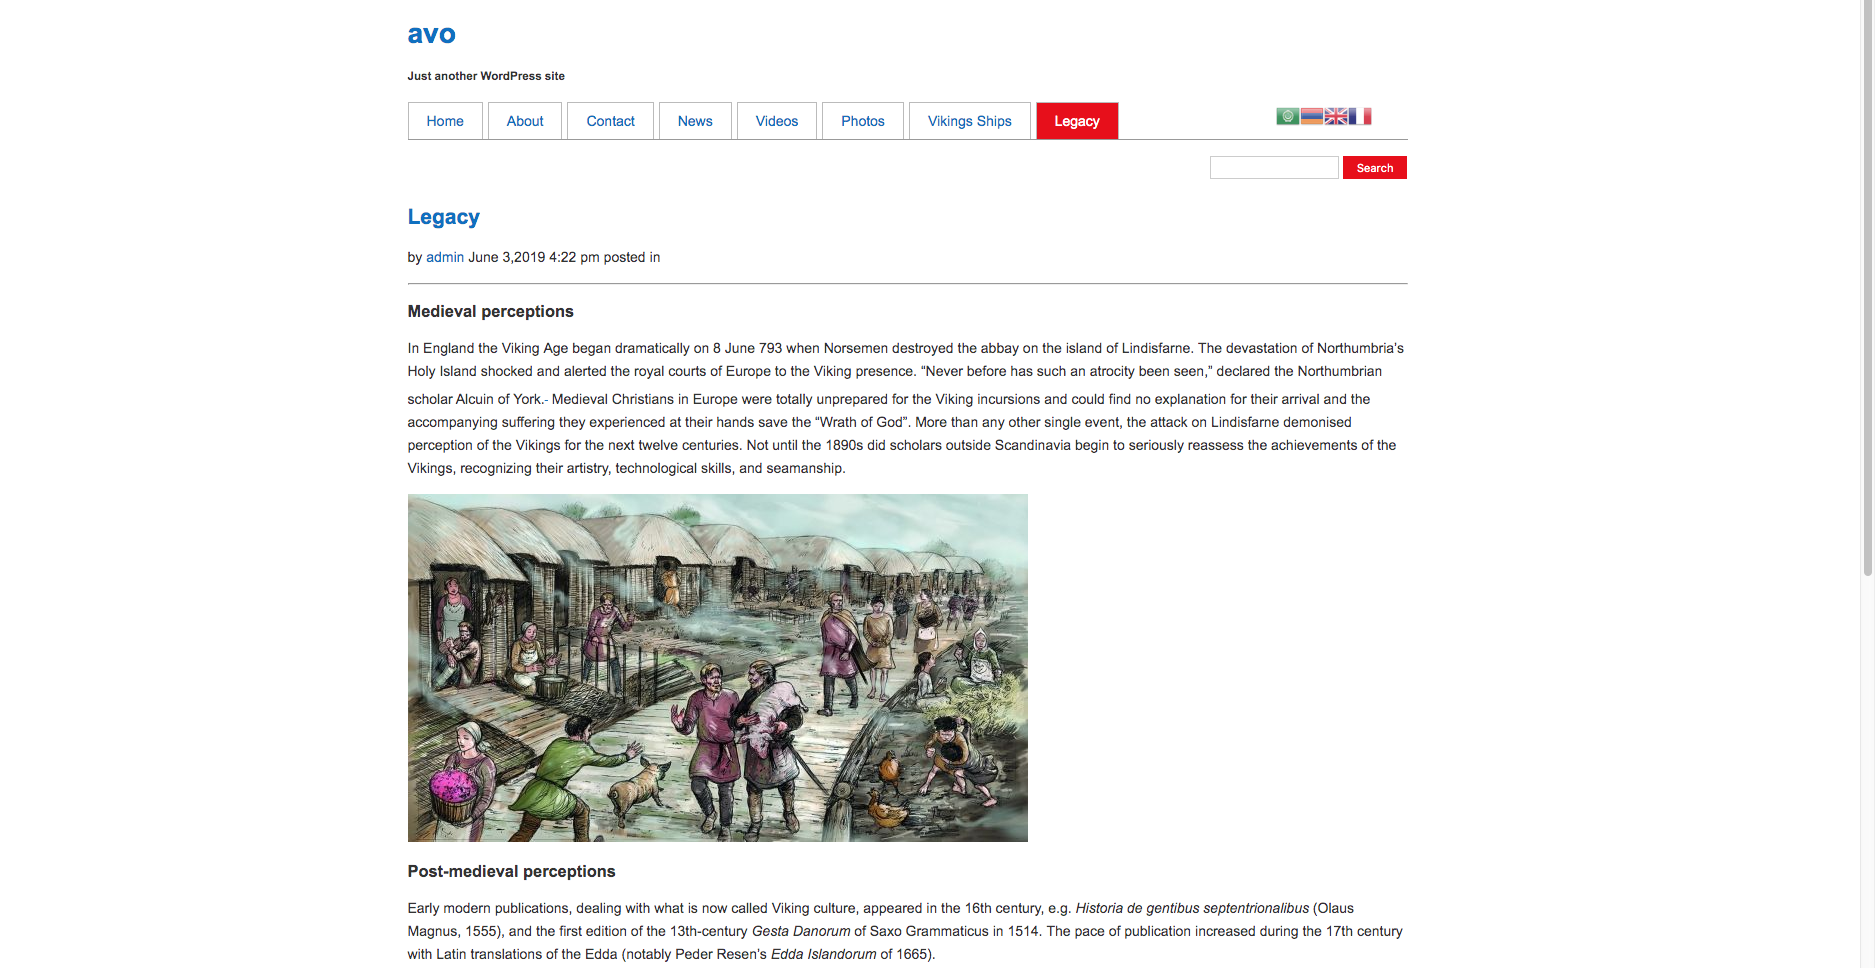 avo
Just another WordPress site
Home About Contact News Videos Photos Vikings Ships Legacy
Search
Legacy
by admin June 3,2019 4:22 pm posted in
Medieval perceptions
In England the Viking Age began dramatically on 8 June 793 when Norsemen destroyed the abbay on the island of Lindisfarne. The devastation of Northumbria's
Holy Island shocked and alerted the royal courts of Europe to the Viking presence. “Never before has such an atrocity been seen,” declared the Northumbrian
scholar Alcuin of York.- Medieval Christians in Europe were totally unprepared for the Viking incursions and could find no explanation for their arrival and the
accompanying suffering they experienced at their hands save the “Wrath of God”. More than any other single event, the attack on Lindisfarne demonised
perception of the Vikings for the next twelve centuries. Not until the 1890s did scholars outside Scandinavia begin to seriously reassess the achievements of the
Vikings, recognizing their artistry, technological skills, and seamanship.
Post-medieval perceptions
Early modern publications, dealing with what is now called Viking culture, appeared in the 16th century, e.g. Historia de gentibus septentrionalibus (Olaus
Magnus, 1555), and the first edition of the 13th-century Gesta Danorum of Saxo Grammaticus in 1514. The pace of publication increased during the 17th century
with Latin translations of the Edda (notably Peder Resen's Edda Islandorum of 1665).